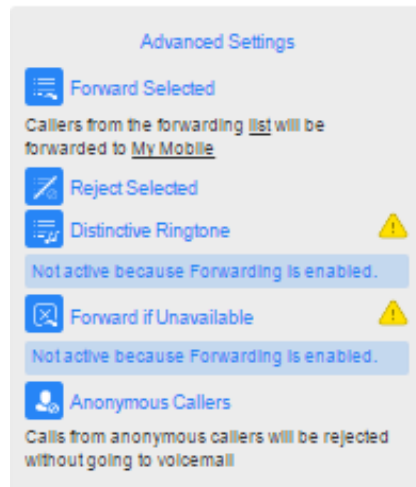 Advanced Settings
Forward Selected
Callers from the forwarding list will be
forwarded to My Mobile
Reject Selected
Distinctive Ringtone
Not active because Forwarding is enabled.
Forward if Unavailable
Not active because Forwarding is enabled.
Anonymous Callers
Calls from anonymous callers will be rejected
without going to voicemail